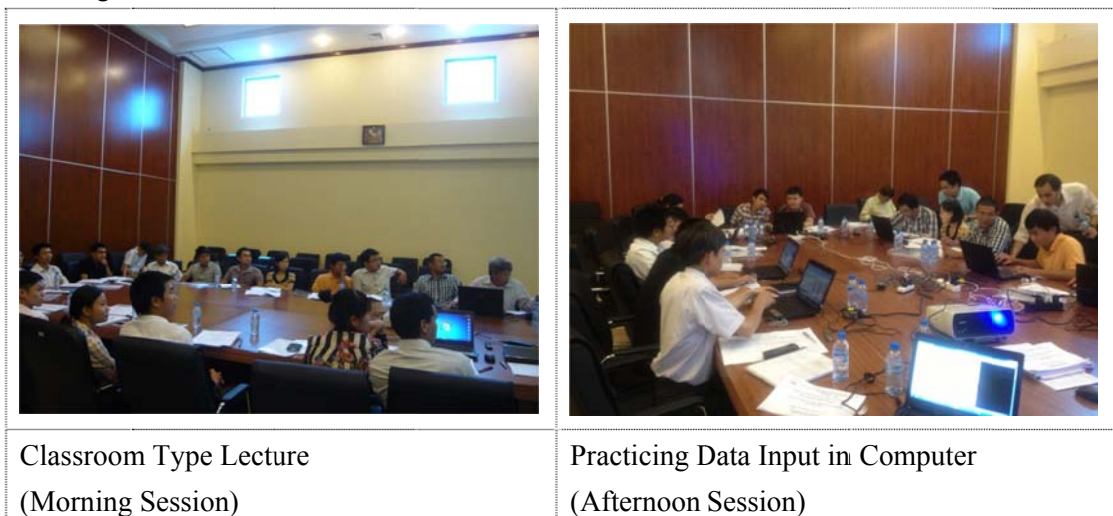 Classroom Type Lecture
(Morning Session)
Practicing Data Input in Computer
(Afternoon Session)